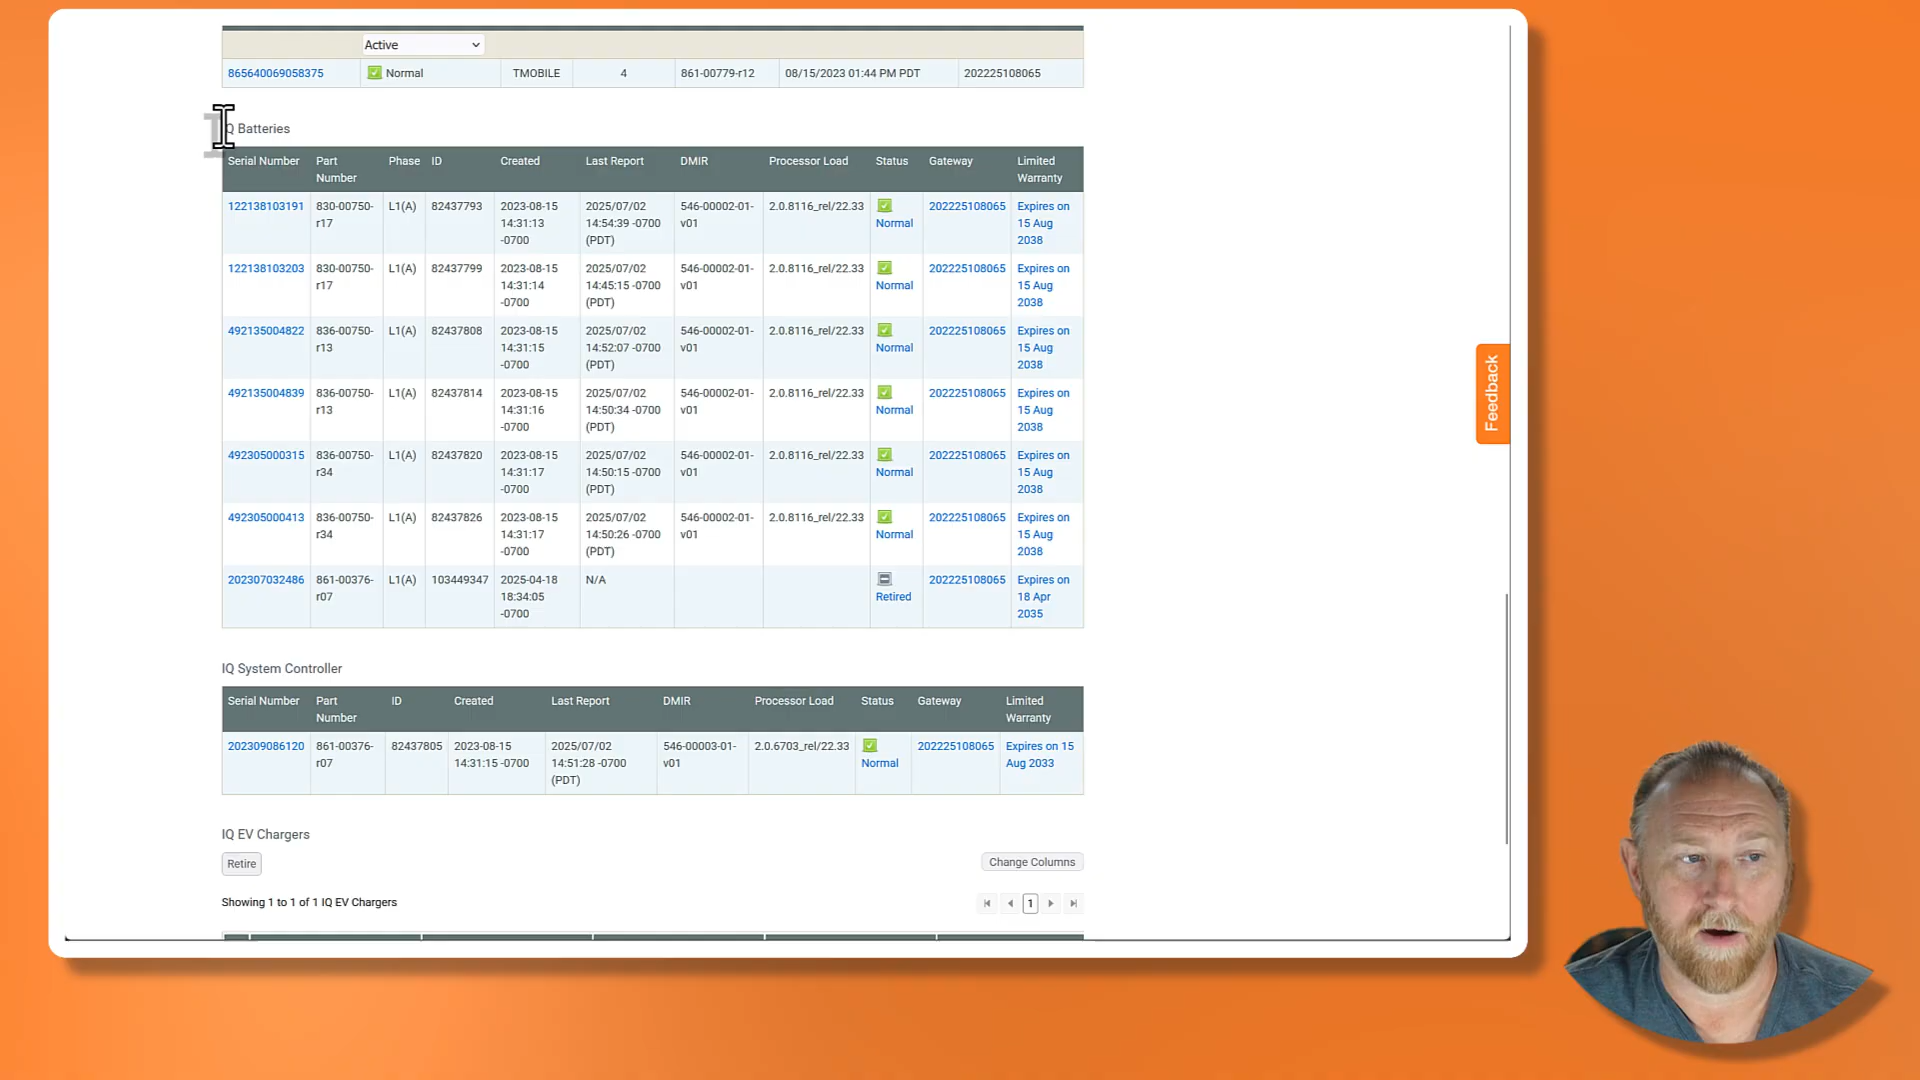 Active
865640069058375 Normal TMOBILE 4 861-00779-r12 08/15/2023 01:44 PM PDT 202225108065
IQ Batteries
Serial Number Part Number Phase ID Created Last Report DMIR Processor Load Status Gateway Limited Warranty
122138103191 830-00750-r17 L1(A) 82437793 2023-08-15 14:31:13 -0700 2025/07/02 14:54:39 -0700 (PDT) 546-00002-01-v01 2.0.8116_rel/22.33 Normal 202225108065 Expires on 15 Aug 2038
122138103203 830-00750-r17 L1(A) 82437799 2023-08-15 14:31:14 -0700 2025/07/02 14:45:15 -0700 (PDT) 546-00002-01-v01 2.0.8116_rel/22.33 Normal 202225108065 Expires on 15 Aug 2038
492135004822 836-00750-r13 L1(A) 82437808 2023-08-15 14:31:15 -0700 2025/07/02 14:52:07 -0700 (PDT) 546-00002-01-v01 2.0.8116_rel/22.33 Normal 202225108065 Expires on 15 Aug 2038
492135004839 836-00750-r13 L1(A) 82437814 2023-08-15 14:31:16 -0700 2025/07/02 14:50:34 -0700 (PDT) 546-00002-01-v01 2.0.8116_rel/22.33 Normal 202225108065 Expires on 15 Aug 2038
492305000315 836-00750-r34 L1(A) 82437820 2023-08-15 14:31:17 -0700 2025/07/02 14:50:15 -0700 (PDT) 546-00002-01-v01 2.0.8116_rel/22.33 Normal 202225108065 Expires on 15 Aug 2038
492305000413 836-00750-r34 L1(A) 82437826 2023-08-15 14:31:17 -0700 2025/07/02 14:50:26 -0700 (PDT) 546-00002-01-v01 2.0.8116_rel/22.33 Normal 202225108065 Expires on 15 Aug 2038
202307032486 861-00376-r07 L1(A) 103449347 2025-04-18 18:34:05 -0700 N/A Retired 202225108065 Expires on 18 Apr 2035
IQ System Controller
Serial Number Part Number ID Created Last Report DMIR Processor Load Status Gateway Limited Warranty
202309086120 861-00376-r07 82437805 2023-08-15 14:31:15 -0700 2025/07/02 14:51:28 -0700 (PDT) 546-00003-01-v01 2.0.6703_rel/22.33 Normal 202225108065 Expires on 15 Aug 2033
IQ EV Chargers
Retire Change Columns
Showing 1 to 1 of 1 IQ EV Chargers 1
Feedback